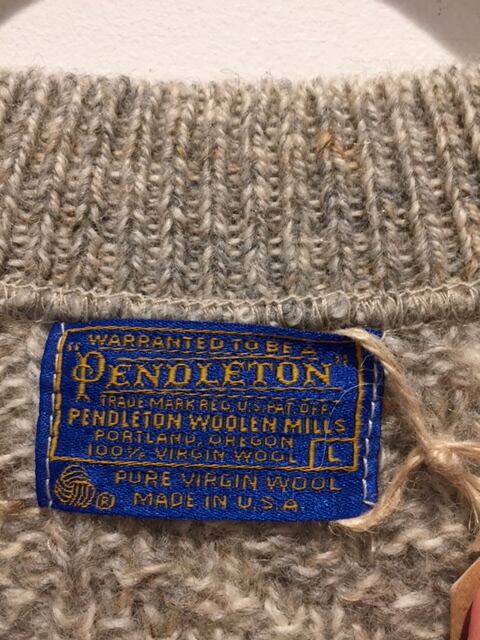 WARRANTED TO BE A
"PENDLETON"
TRADE MARK REG. U.S. PAT. OFF.
PENDLETON WOOLEN MILLS
PORTLAND, OREGON
100% VIRGIN WOOL L
PURE VIRGIN WOOL
® MADE IN U.S.A.